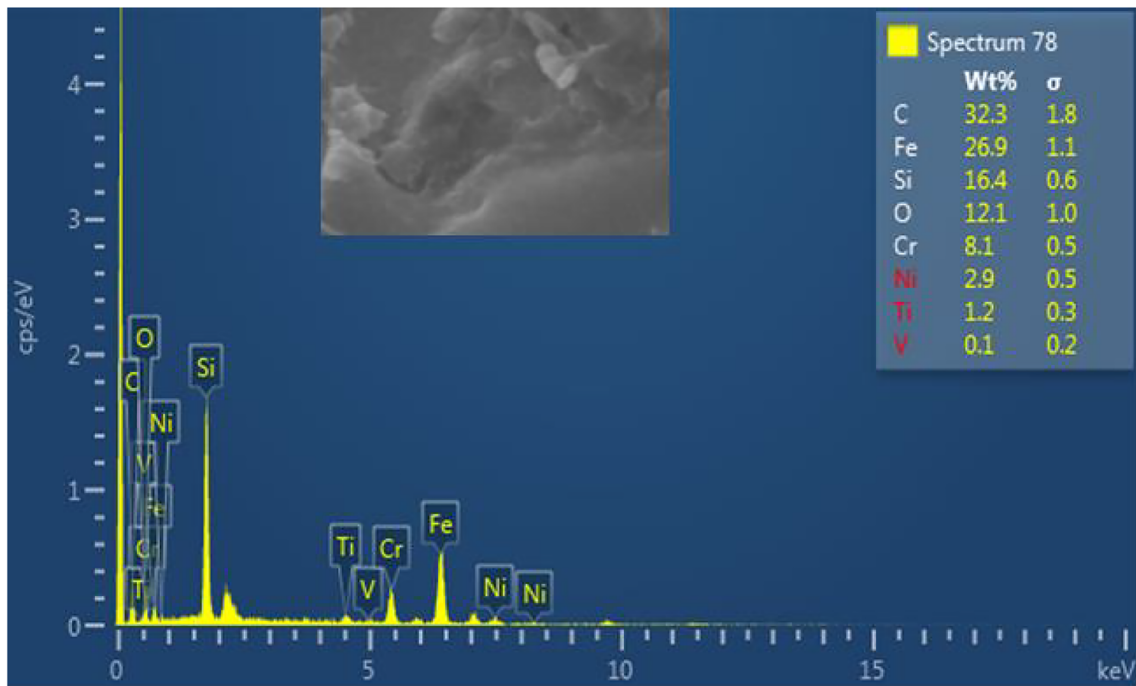 Spectrum 78
Wt% σ
C 32.3 1.8
Fe 26.9 1.1
Si 16.4 0.6
O 12.1 1.0
Cr 8.1 0.5
Ni 2.9 0.5
Ti 1.2 0.3
V 0.1 0.2
4
3
cps/eV
2
O
C
Si
Ni
V
1
Fe
Fe
Cr
Ti
Cr
T
V
Ni
Ni
0
0 5 10 15 keV